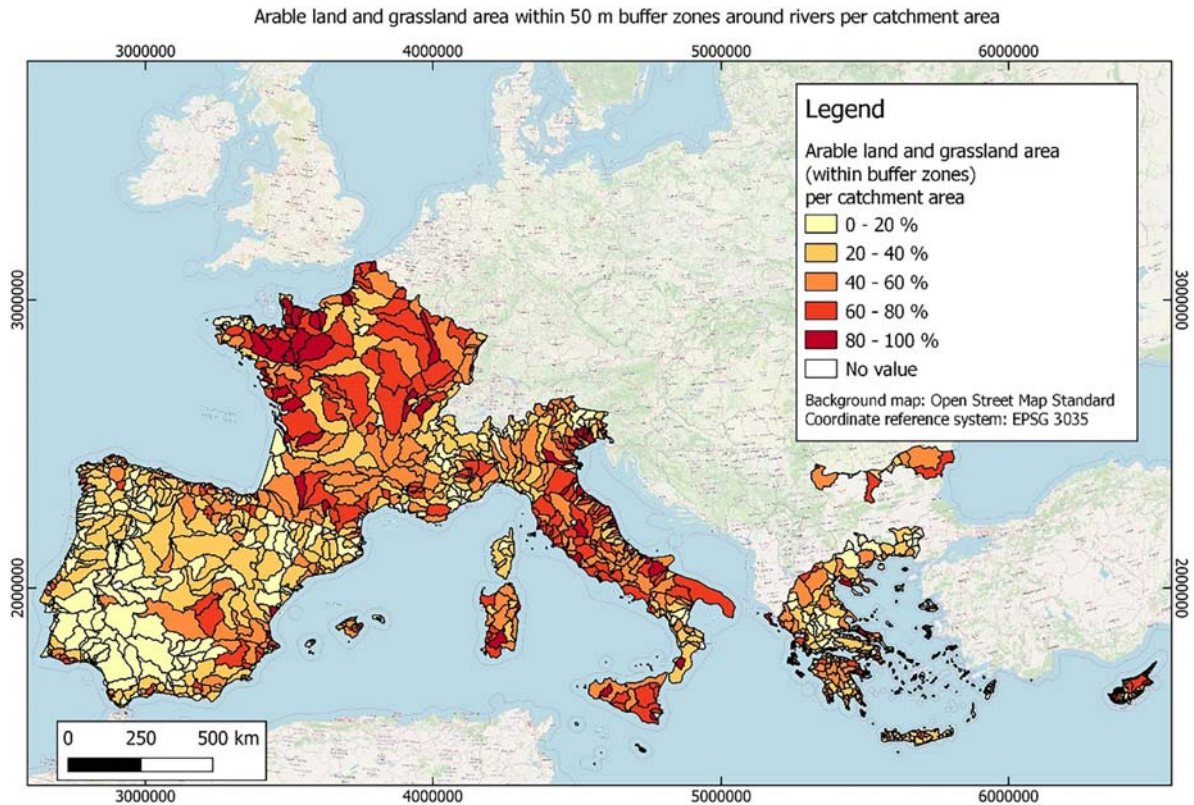 Arable land and grassland area within 50 m buffer zones around rivers per catchment area
3000000 4000000 5000000 6000000
Legend
Arable land and grassland area
(within buffer zones)
per catchment area
0 - 20 %
20 - 40 %
40 - 60 %
60 - 80 %
80 - 100 %
No value
Background map: Open Street Map Standard
Coordinate reference system: EPSG 3035
3000000
3000000
2000000
2000000
0 250 500 km
3000000 4000000 5000000 6000000